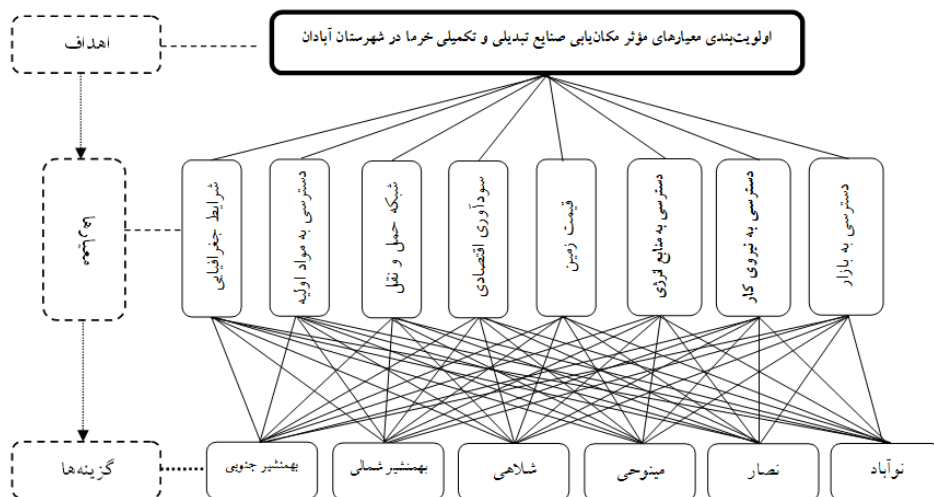 اهداف
اولویت‌بندی معیارهای مؤثر مکان‌یابی صنایع تبدیلی و تکمیلی خرما در شهرستان آبادان
معیارها
دسترسی به بازار
دسترسی به نیروی کار
دسترسی به منابع انرژی
قیمت زمین
سودآوری اقتصادی
شبکه حمل و نقل
دسترسی به مواد اولیه
شرایط جغرافیایی
گزینه‌ها
نوآباد
نصار
مینوحی
شلاهی
بهمنشیر شمالی
بهمنشیر جنوبی